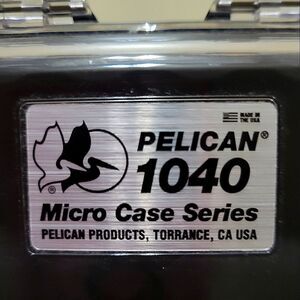 MADE IN
THE USA
PELICAN®
1040
®
Micro Case Series
PELICAN PRODUCTS, TORRANCE, CA USA